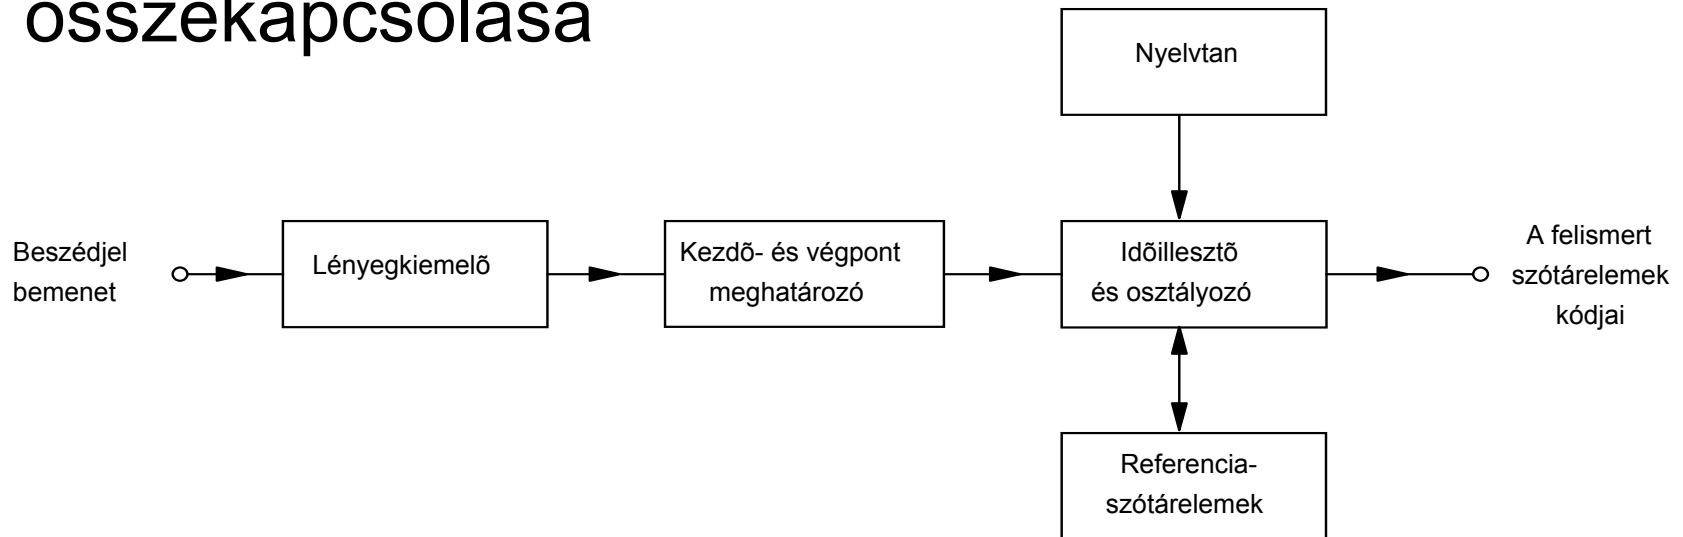 összekapcsolása
Nyelvtan
Beszédjel
bemenet
Lényegkiemelõ
Kezdõ- és végpont
meghatározó
Idõillesztõ
és osztályozó
A felismert
szótárelemek
kódjai
Referencia-
szótárelemek